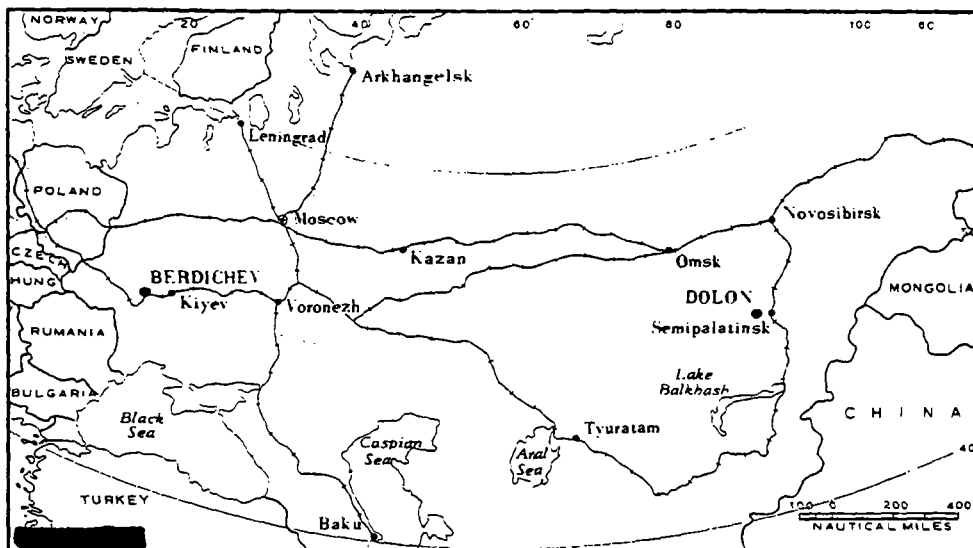 NORWAY
20
40
60
80
100
60
SWEDEN
FINLAND
Arkhangelsk
Leningrad
POLAND
Moscow
Novosibirsk
CZECH
Kazan
Omsk
HUNG
BERDICHEV
Kiyev
Voronezh
DOLON
Semipalatinsk
MONGOLIA
RUMANIA
BULGARIA
Black
Sea
Caspian
Sea
Aral
Sea
Tyuratam
Lake
Balkhash
CHINA
40
TURKEY
Baku
100 0 200 400
NAUTICAL MILES